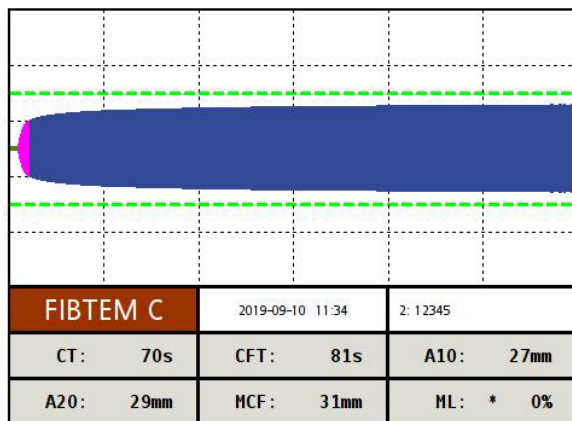 FIBTEM C 2019-09-10 11:34 2: 12345
CT: 70s CFT: 81s A10: 27mm
A20: 29mm MCF: 31mm ML: * 0%